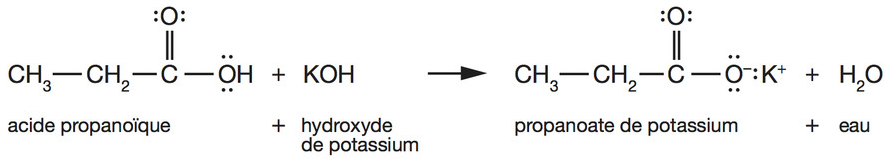 :O: :O:
CH₃—CH₂—C—ÖH + KOH ⟶ CH₃—CH₂—C—Ö⁻:K⁺ + H₂O
acide propanoïque + hydroxyde propanoate de potassium + eau
de potassium